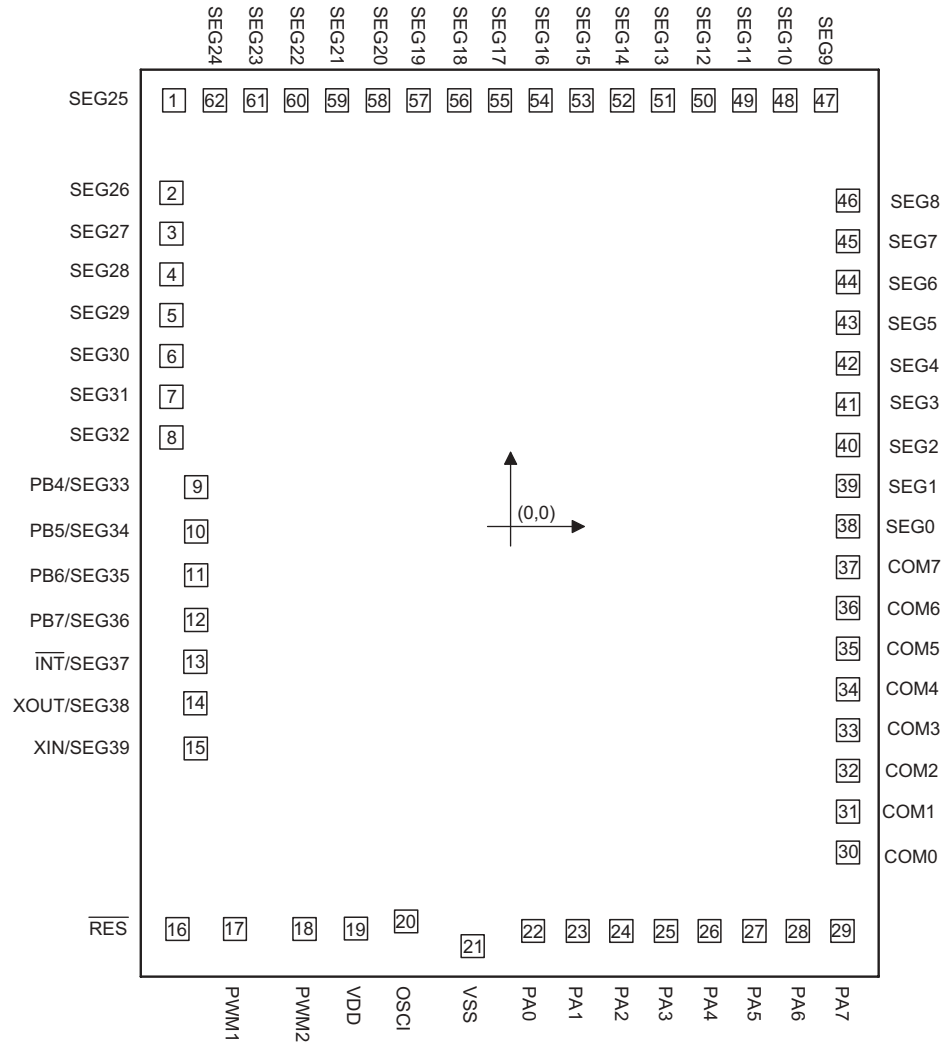 SEG24 SEG23 SEG22 SEG21 SEG20 SEG19 SEG18 SEG17 SEG16 SEG15 SEG14 SEG13 SEG12 SEG11 SEG10 SEG9
SEG25 1 62 61 60 59 58 57 56 55 54 53 52 51 50 49 48 47
SEG26 2
46 SEG8
SEG27 3
45 SEG7
SEG28 4
44 SEG6
SEG29 5
43 SEG5
SEG30 6
42 SEG4
SEG31 7
41 SEG3
SEG32 8
40 SEG2
PB4/SEG33 9
39 SEG1
(0,0)
PB5/SEG34 10
38 SEG0
PB6/SEG35 11
37 COM7
PB7/SEG36 12
36 COM6
INT/SEG37 13
35 COM5
XOUT/SEG38 14
34 COM4
33 COM3
XIN/SEG39 15
32 COM2
31 COM1
30 COM0
RES 16 17 18 19 20 21 22 23 24 25 26 27 28 29
PWM1 PWM2 VDD OSCI VSS PA0 PA1 PA2 PA3 PA4 PA5 PA6 PA7